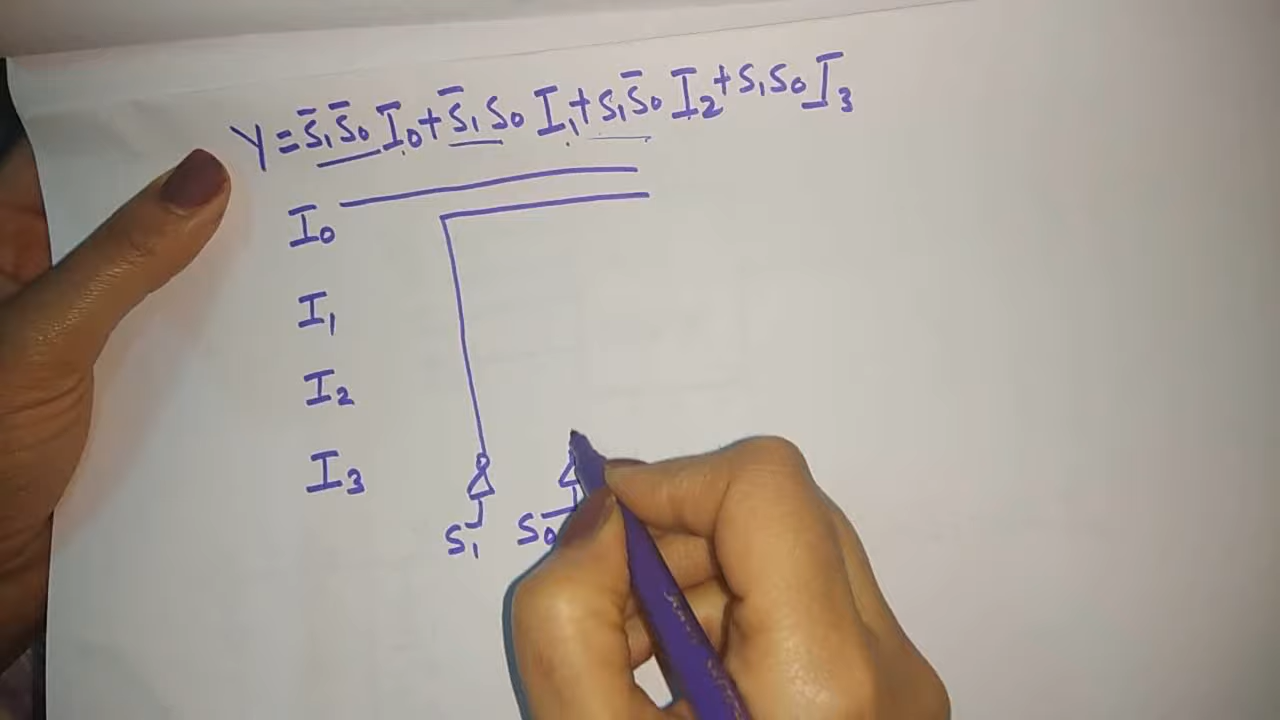 Y = S̅₁S̅₀ I₀ + S̅₁S₀ I₁ + S₁S̅₀ I₂ + S₁S₀ I₃
I₀
I₁
I₂
I₃
S₁ S₀